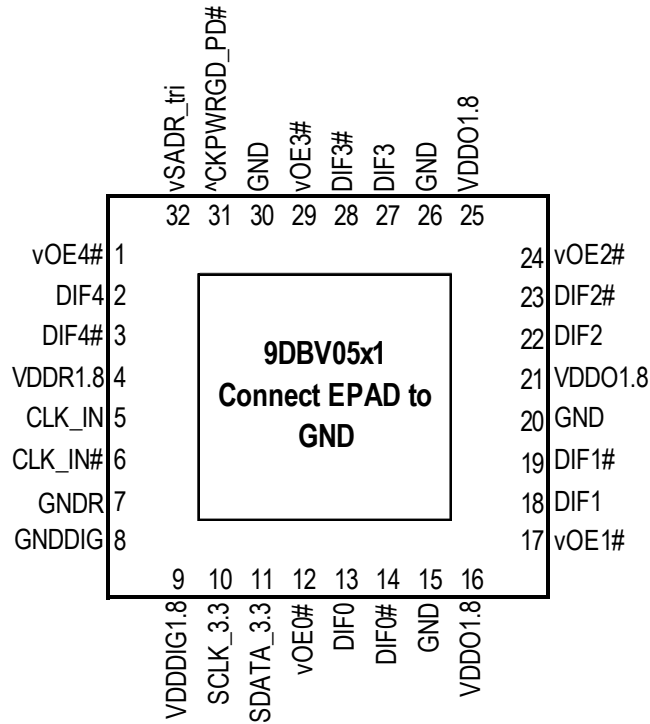 vSADR_tri
^CKPWRGD_PD#
GND
vOE3#
DIF3#
DIF3
GND
VDDO1.8
32 31 30 29 28 27 26 25
vOE4# 1
DIF4 2
DIF4# 3
VDDR1.8 4
CLK_IN 5
CLK_IN# 6
GNDR 7
GNDDIG 8
9DBV05x1
Connect EPAD to
GND
24 vOE2#
23 DIF2#
22 DIF2
21 VDDO1.8
20 GND
19 DIF1#
18 DIF1
17 vOE1#
9 10 11 12 13 14 15 16
VDDDIG1.8
SCLK_3.3
SDATA_3.3
vOE0#
DIF0
DIF0#
GND
VDDO1.8